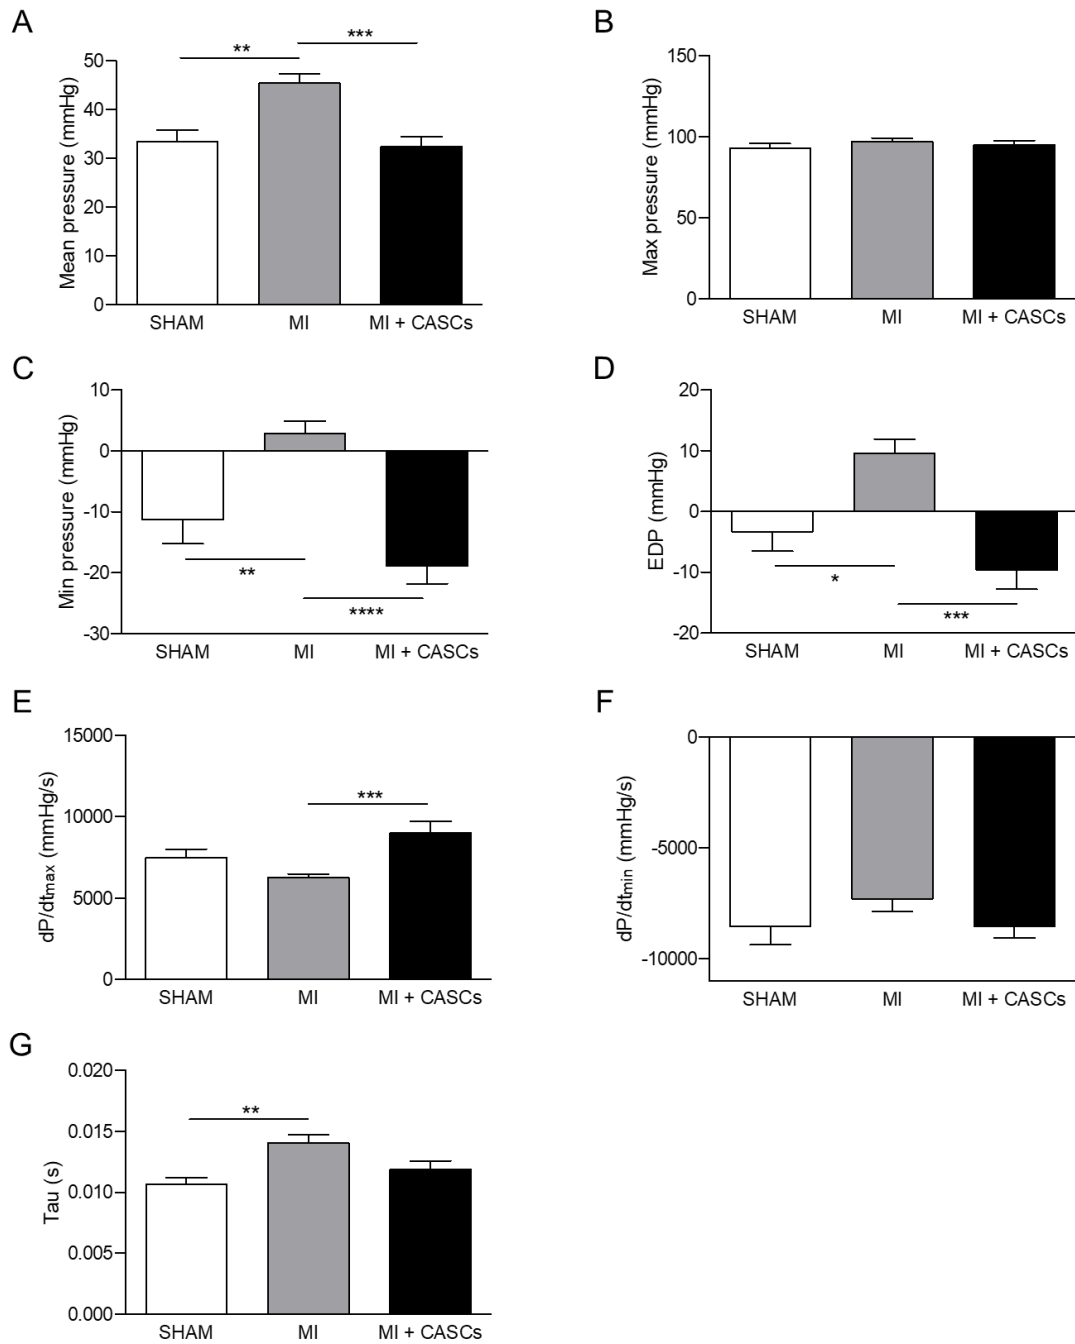 A
** ***
Mean pressure (mmHg)
50
40
30
20
10
0
SHAM MI MI + CASCs
B
Max pressure (mmHg)
150
100
50
0
SHAM MI MI + CASCs
C
Min pressure (mmHg)
10
0
-10
-20
-30
**
****
SHAM MI MI + CASCs
D
EDP (mmHg)
20
10
0
-10
-20
*
***
SHAM MI MI + CASCs
E
dP/dtmax (mmHg/s)
15000
10000
5000
0
***
SHAM MI MI + CASCs
F
dP/dtmin (mmHg/s)
0
-5000
-10000
SHAM MI MI + CASCs
G
Tau (s)
0.020
0.015
0.010
0.005
0.000
**
SHAM MI MI + CASCs